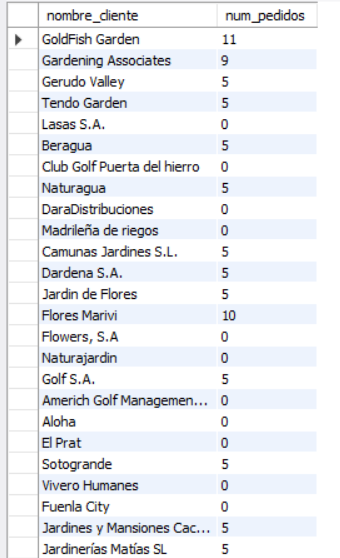 nombre_cliente num_pedidos
GoldFish Garden 11
Gardening Associates 9
Gerudo Valley 5
Tendo Garden 5
Lasas S.A. 0
Beragua 5
Club Golf Puerta del hierro 0
Naturagua 5
DaraDistribuciones 0
Madrileña de riegos 0
Camunas Jardines S.L. 5
Dardena S.A. 5
Jardin de Flores 5
Flores Marivi 10
Flowers, S.A 0
Naturajardin 0
Golf S.A. 5
Americh Golf Managemen... 0
Aloha 0
El Prat 0
Sotogrande 5
Vivero Humanes 0
Fuenla City 0
Jardines y Mansiones Cac... 5
Jardinerías Matías SL 5